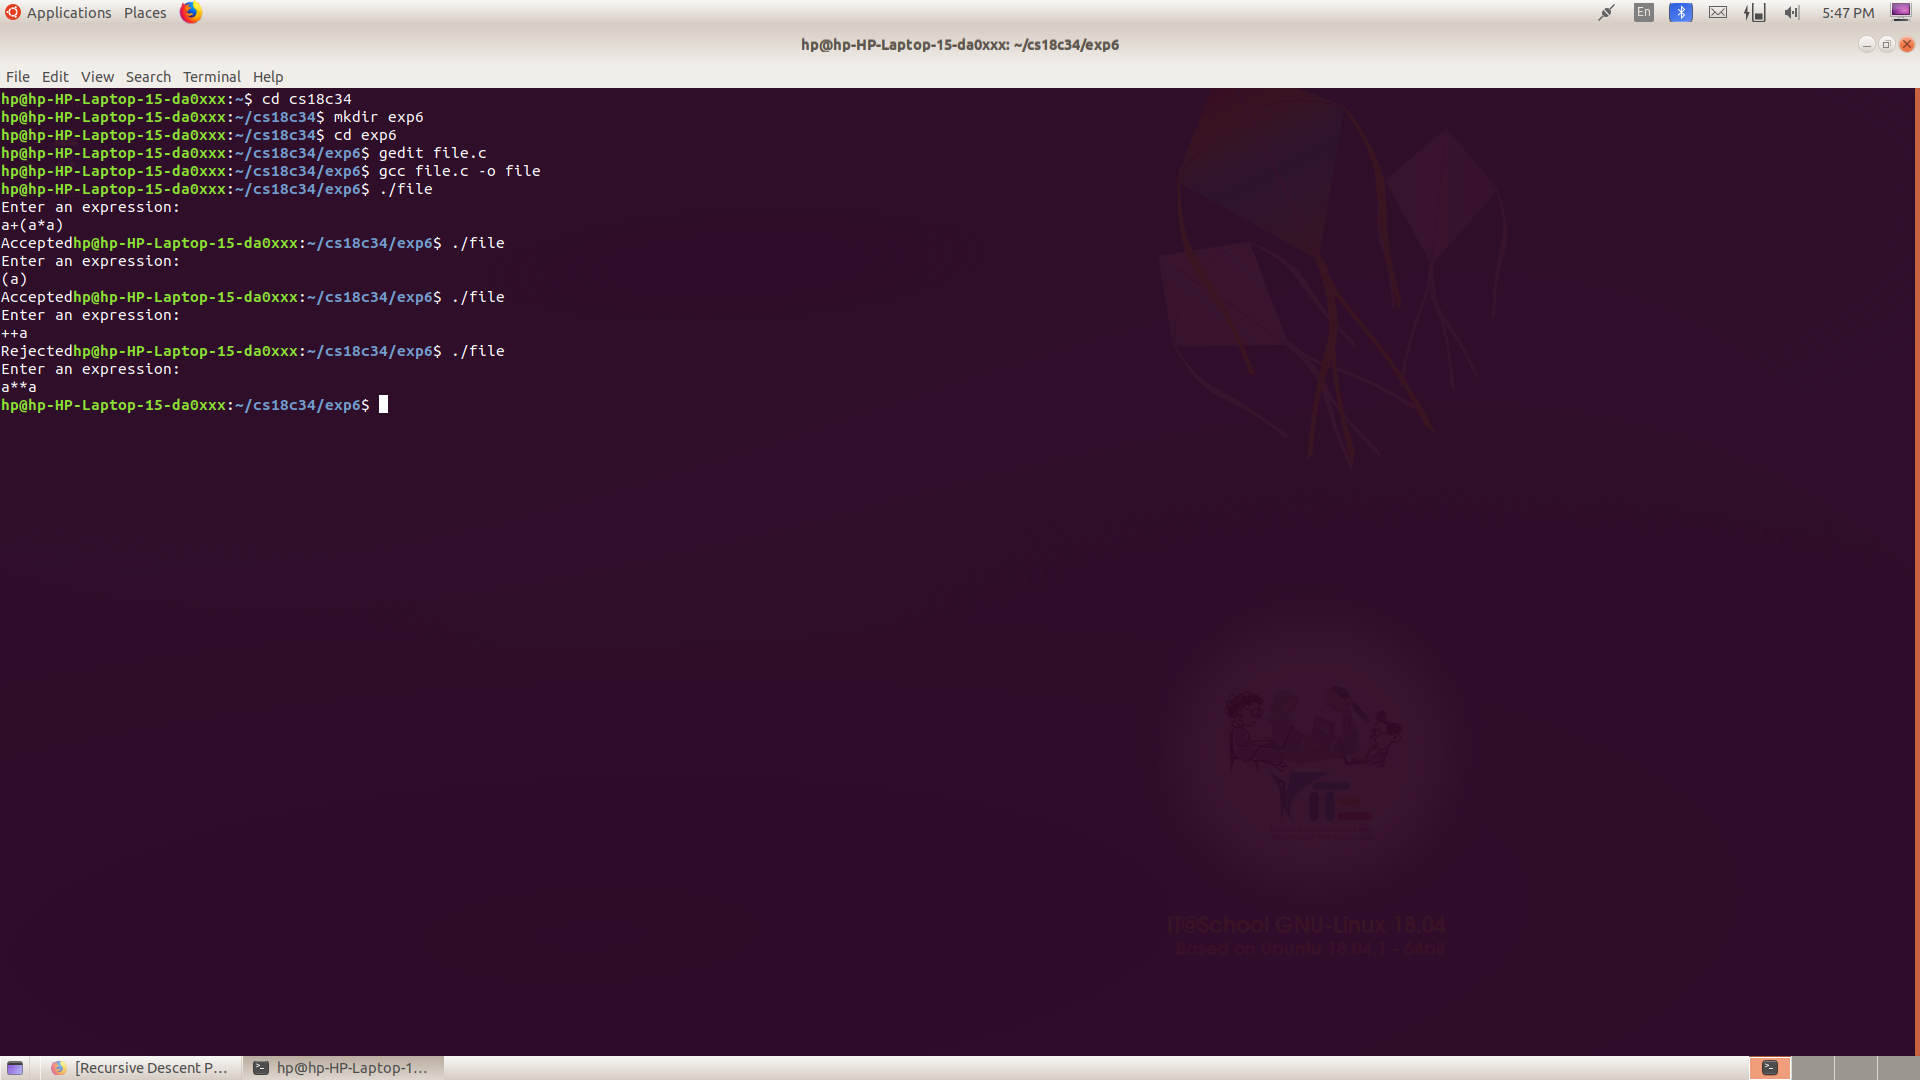 Applications Places En 5:47 PM
hp@hp-HP-Laptop-15-da0xxx: ~/cs18c34/exp6
File Edit View Search Terminal Help
hp@hp-HP-Laptop-15-da0xxx:~$ cd cs18c34
hp@hp-HP-Laptop-15-da0xxx:~/cs18c34$ mkdir exp6
hp@hp-HP-Laptop-15-da0xxx:~/cs18c34$ cd exp6
hp@hp-HP-Laptop-15-da0xxx:~/cs18c34/exp6$ gedit file.c
hp@hp-HP-Laptop-15-da0xxx:~/cs18c34/exp6$ gcc file.c -o file
hp@hp-HP-Laptop-15-da0xxx:~/cs18c34/exp6$ ./file
Enter an expression:
a+(a*a)
Acceptedhp@hp-HP-Laptop-15-da0xxx:~/cs18c34/exp6$ ./file
Enter an expression:
(a)
Acceptedhp@hp-HP-Laptop-15-da0xxx:~/cs18c34/exp6$ ./file
Enter an expression:
++a
Rejectedhp@hp-HP-Laptop-15-da0xxx:~/cs18c34/exp6$ ./file
Enter an expression:
a**a
hp@hp-HP-Laptop-15-da0xxx:~/cs18c34/exp6$
IT@School GNU-Linux 18.04
Based on Ubuntu 18.04.1 - 64bit
[Recursive Descent P... hp@hp-HP-Laptop-1...